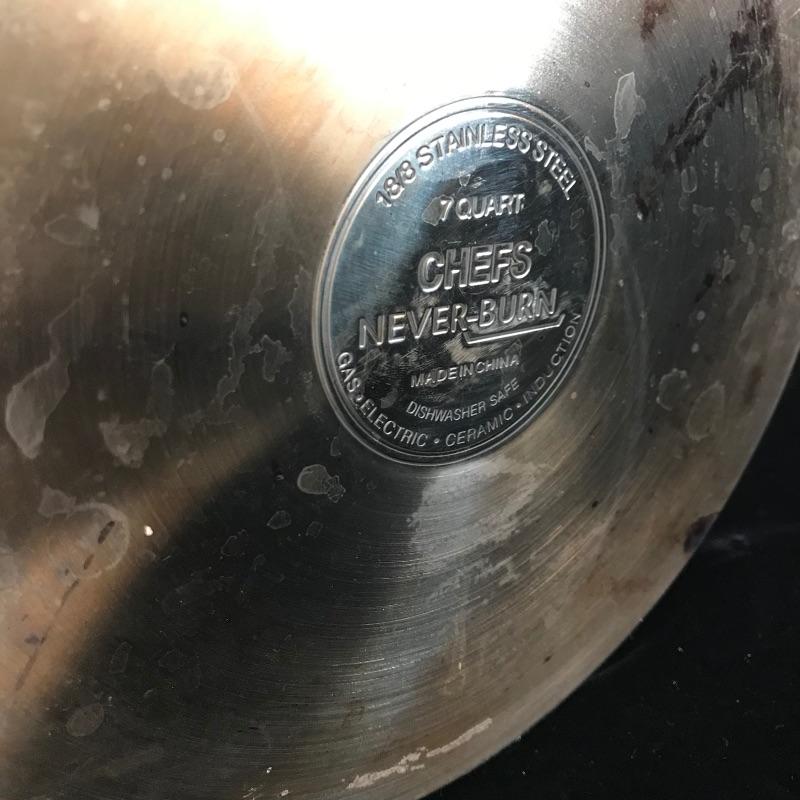 18/8 STAINLESS STEEL
7 QUART
CHEFS
NEVER-BURN
MADE IN CHINA
DISHWASHER SAFE
GAS • ELECTRIC • CERAMIC • INDUCTION